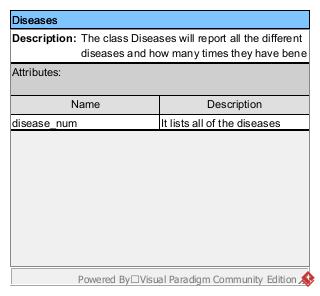 Diseases
Description: The class Diseases will report all the different
diseases and how many times they have bene
Attributes:
Name Description
disease_num It lists all of the diseases
Powered By Visual Paradigm Community Edition